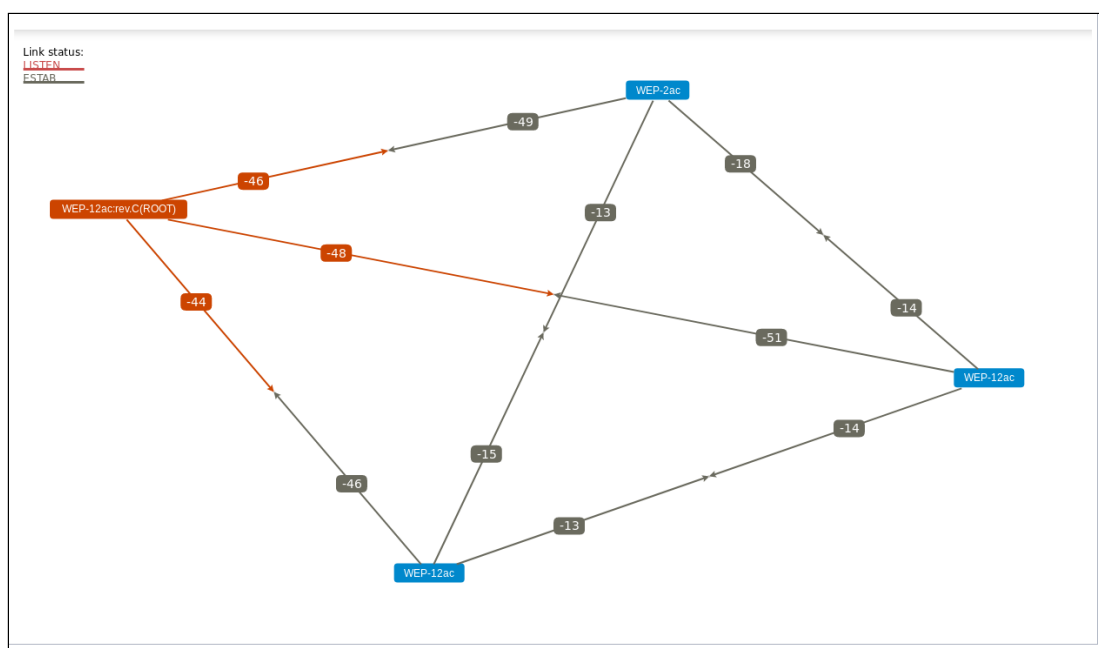 Link status:
LISTEN
ESTAB
WEP-2ac
-49
-18
-46
WEP-12ac:rev.C(ROOT)
-13
-48
-44
-14
-51
WEP-12ac
-14
-15
-46
-13
WEP-12ac